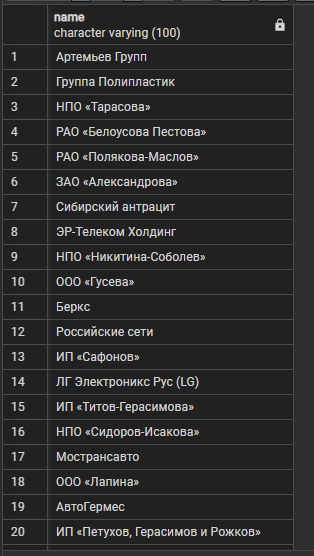 name
character varying (100)
1 Артемьев Групп
2 Группа Полипластик
3 НПО «Тарасова»
4 РАО «Белоусова Пестова»
5 РАО «Полякова-Маслов»
6 ЗАО «Александрова»
7 Сибирский антрацит
8 ЭР-Телеком Холдинг
9 НПО «Никитина-Соболев»
10 ООО «Гусева»
11 Беркс
12 Российские сети
13 ИП «Сафонов»
14 ЛГ Электроникс Рус (LG)
15 ИП «Титов-Герасимова»
16 НПО «Сидоров-Исакова»
17 Мострансавто
18 ООО «Лапина»
19 АвтоГермес
20 ИП «Петухов, Герасимов и Рожков»